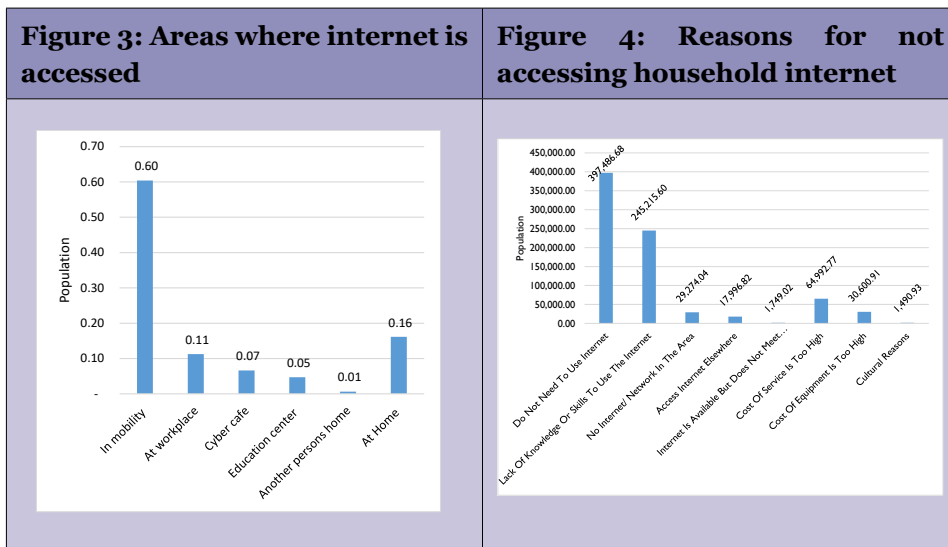 Figure 3: Areas where internet is
accessed
Figure 4: Reasons for not
accessing household internet
0.70
0.60
0.50
0.40
0.30
0.20
0.10
-
Population
0.60
0.11
0.07
0.05
0.01
0.16
In mobility
At workplace
Cyber cafe
Education center
Another persons home
At Home
450,000.00
400,000.00
350,000.00
300,000.00
250,000.00
200,000.00
150,000.00
100,000.00
50,000.00
0.00
Population
397,486.68
245,215.60
29,274.04
17,996.82
1,749.02
64,992.77
30,600.91
1,490.93
Do Not Need To Use Internet
Lack Of Knowledge Or Skills To Use The Internet
No Internet/ Network In The Area
Access Internet Elsewhere
Internet Is Available But Does Not Meet...
Cost Of Service Is Too High
Cost Of Equipment Is Too High
Cultural Reasons